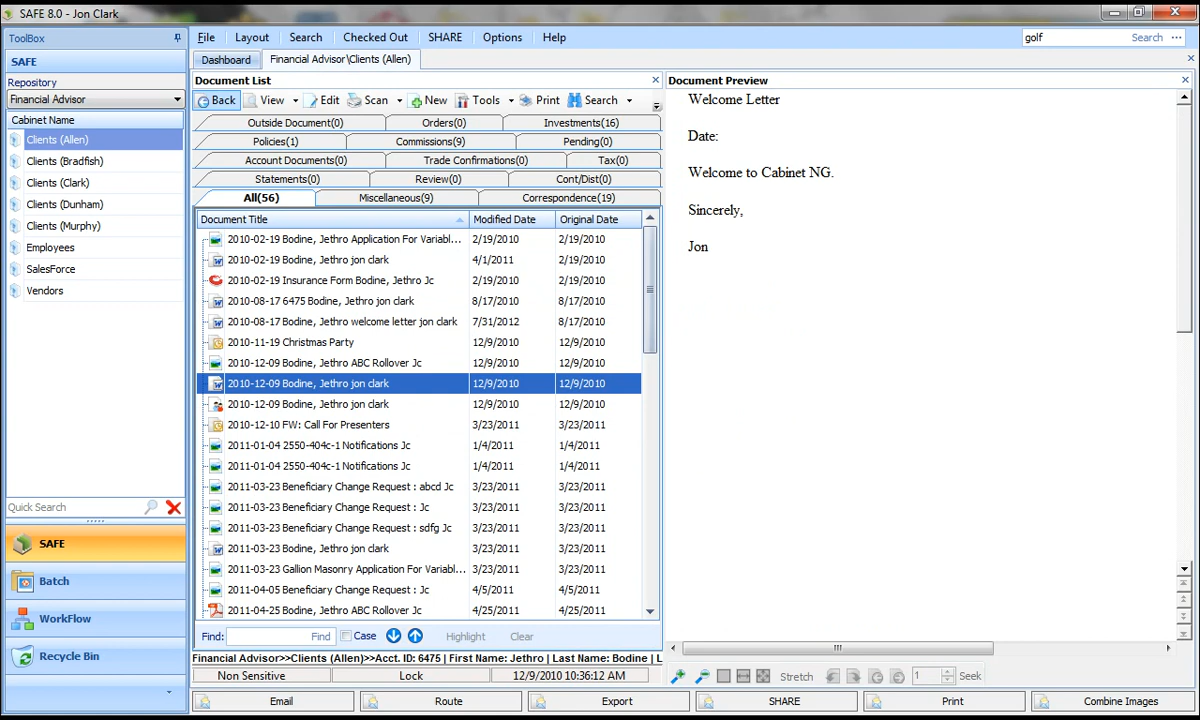 SAFE 8.0 - Jon Clark
ToolBox
SAFE
Repository
Financial Advisor
Cabinet Name
Clients (Allen)
Clients (Bradfish)
Clients (Clark)
Clients (Dunham)
Clients (Murphy)
Employees
SalesForce
Vendors
Quick Search
SAFE
Batch
WorkFlow
Recycle Bin
File Layout Search Checked Out SHARE Options Help
golf Search ...
Dashboard Financial Advisor\Clients (Allen)
Document List
Back View Edit Scan New Tools Print Search
Outside Document(0) Orders(0) Investments(16)
Policies(1) Commissions(9) Pending(0)
Account Documents(0) Trade Confirmations(0) Tax(0)
Statements(0) Review(0) Cont/Dist(0)
All(56) Miscellaneous(9) Correspondence(19)
Document Title Modified Date Original Date
2010-02-19 Bodine, Jethro Application For Variabl... 2/19/2010 2/19/2010
2010-02-19 Bodine, Jethro jon clark 4/1/2011 2/19/2010
2010-02-19 Insurance Form Bodine, Jethro Jc 2/19/2010 2/19/2010
2010-08-17 6475 Bodine, Jethro jon clark 8/17/2010 8/17/2010
2010-08-17 Bodine, Jethro welcome letter jon clark 7/31/2012 8/17/2010
2010-11-19 Christmas Party 12/9/2010 12/9/2010
2010-12-09 Bodine, Jethro ABC Rollover Jc 12/9/2010 12/9/2010
2010-12-09 Bodine, Jethro jon clark 12/9/2010 12/9/2010
2010-12-09 Bodine, Jethro jon clark 12/9/2010 12/9/2010
2010-12-10 FW: Call For Presenters 3/23/2011 3/23/2011
2011-01-04 2550-404c-1 Notifications Jc 1/4/2011 1/4/2011
2011-01-04 2550-404c-1 Notifications Jc 1/4/2011 1/4/2011
2011-03-23 Beneficiary Change Request : abcd Jc 3/23/2011 3/23/2011
2011-03-23 Beneficiary Change Request : Jc 3/23/2011 3/23/2011
2011-03-23 Beneficiary Change Request : sdfg Jc 3/23/2011 3/23/2011
2011-03-23 Bodine, Jethro jon clark 3/23/2011 3/23/2011
2011-03-23 Gallion Masonry Application For Variabl... 3/23/2011 3/23/2011
2011-04-05 Beneficiary Change Request : Jc 4/5/2011 4/5/2011
2011-04-25 Bodine, Jethro ABC Rollover Jc 4/25/2011 4/25/2011
Find: Find Case Highlight Clear
Financial Advisor>>Clients (Allen)>>Acct. ID: 6475 | First Name: Jethro | Last Name: Bodine | L
Non Sensitive Lock 12/9/2010 10:36:12 AM
Document Preview
Welcome Letter
Date:
Welcome to Cabinet NG.
Sincerely,
Jon
Stretch 1 Seek
Email Route Export SHARE Print Combine Images